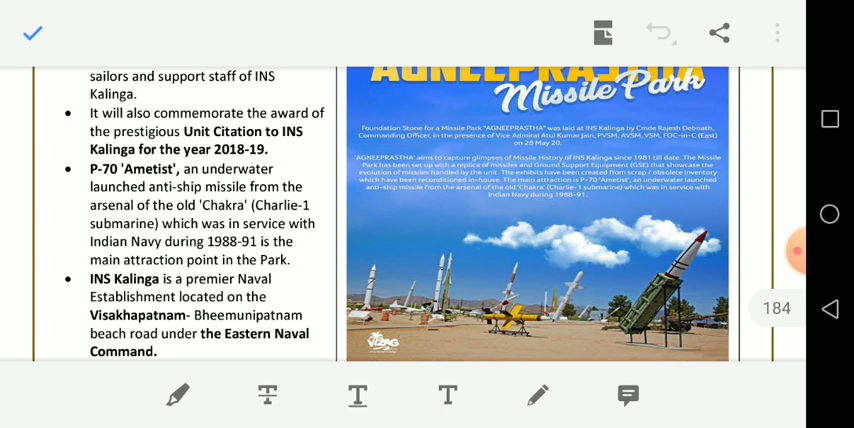 sailors and support staff of INS
Kalinga.
• It will also commemorate the award of
the prestigious Unit Citation to INS
Kalinga for the year 2018-19.
• P-70 'Ametist', an underwater
launched anti-ship missile from the
arsenal of the old 'Chakra' (Charlie-1
submarine) which was in service with
Indian Navy during 1988-91 is the
main attraction point in the Park.
• INS Kalinga is a premier Naval
Establishment located on the
Visakhapatnam- Bheemunipatnam
beach road under the Eastern Naval
Command.
AGNEEPRASTHA
Missile Park
Foundation Stone for a Missile Park "AGNEEPRASTHA" was laid at INS Kalinga by Cmde Rajesh Debnath,
Commanding Officer, in the presence of Vice Admiral Atul Kumar Jain, PVSM, AVSM, VSM, FOC-in-C (East)
on 28 May 20.
'AGNEEPRASTHA' aims to capture glimpses of Missile History of INS Kalinga since 1981 till date. The Missile
Park has been set up with a replica of missiles and Ground Support Equipment (GSE) that showcase the
evolution of missiles handled by the unit. The exhibits have been created from scrap / obsolete inventory
which have been reconditioned in-house. The main attraction is P-70 'Ametist', an underwater launched
anti-ship missile from the arsenal of the old 'Chakra' (Charlie-1 submarine) which was in service with
Indian Navy during 1988-91.
VIZAG
184
T
T
T